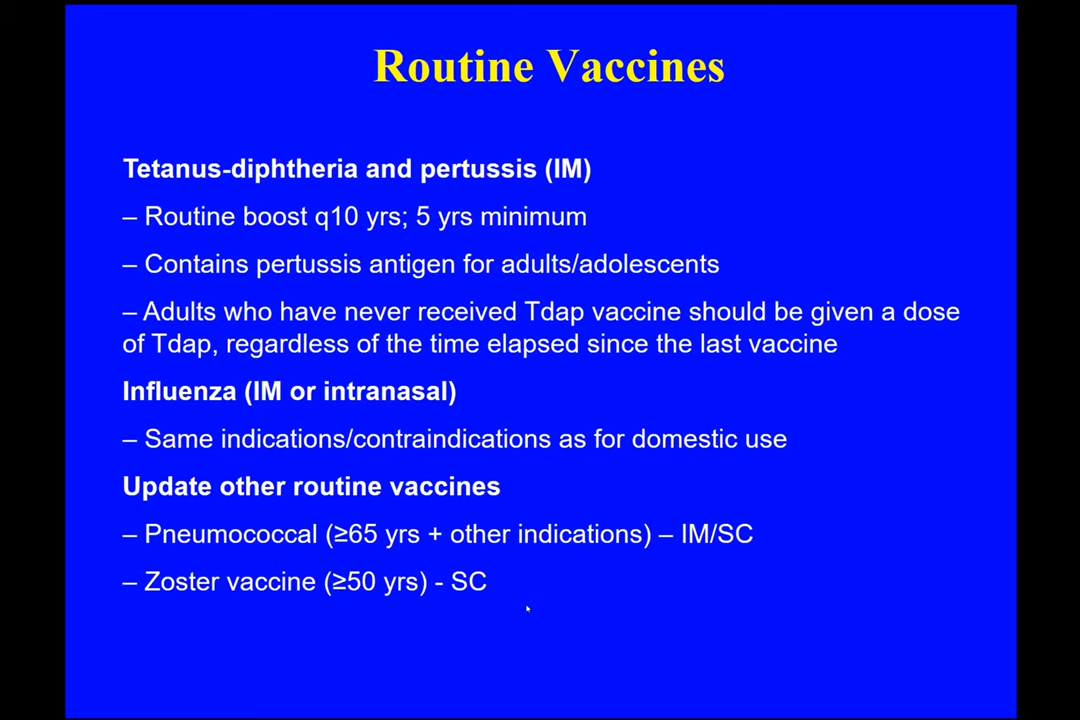 Routine Vaccines
Tetanus-diphtheria and pertussis (IM)
– Routine boost q10 yrs; 5 yrs minimum
– Contains pertussis antigen for adults/adolescents
– Adults who have never received Tdap vaccine should be given a dose
of Tdap, regardless of the time elapsed since the last vaccine
Influenza (IM or intranasal)
– Same indications/contraindications as for domestic use
Update other routine vaccines
– Pneumococcal (≥65 yrs + other indications) – IM/SC
– Zoster vaccine (≥50 yrs) - SC